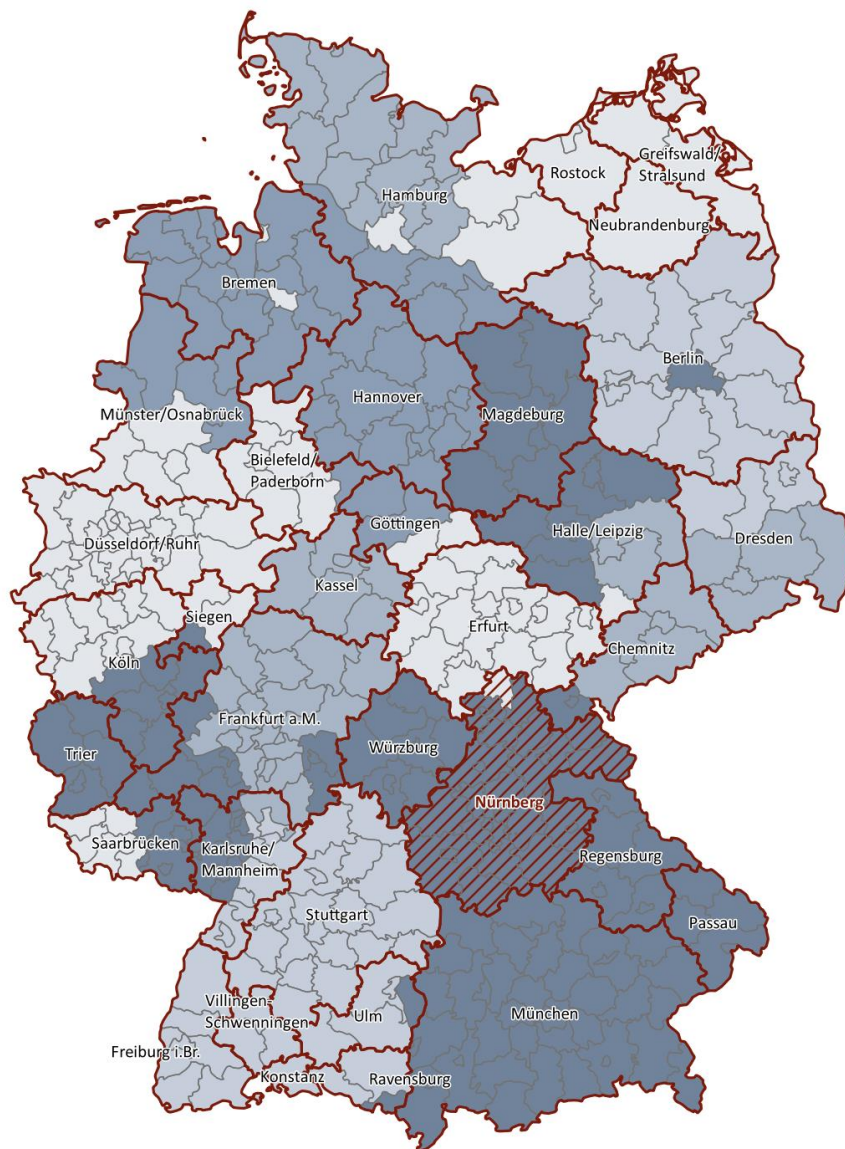 Greifswald/
Stralsund
Rostock
Hamburg
Neubrandenburg
Bremen
Berlin
Hannover
Münster/Osnabrück
Magdeburg
Bielefeld/
Paderborn
Göttingen
Halle/Leipzig
Düsseldorf/Ruhr
Dresden
Kassel
Siegen
Erfurt
Chemnitz
Köln
Frankfurt a.M.
Würzburg
Trier
Nürnberg
Saarbrücken
Karlsruhe/
Mannheim
Regensburg
Stuttgart
Passau
Villingen-
Schwenningen
Ulm
München
Freiburg i.Br.
Konstanz
Ravensburg